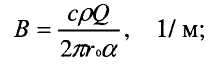 B = cρQ / 2πr₀α, 1/ м;